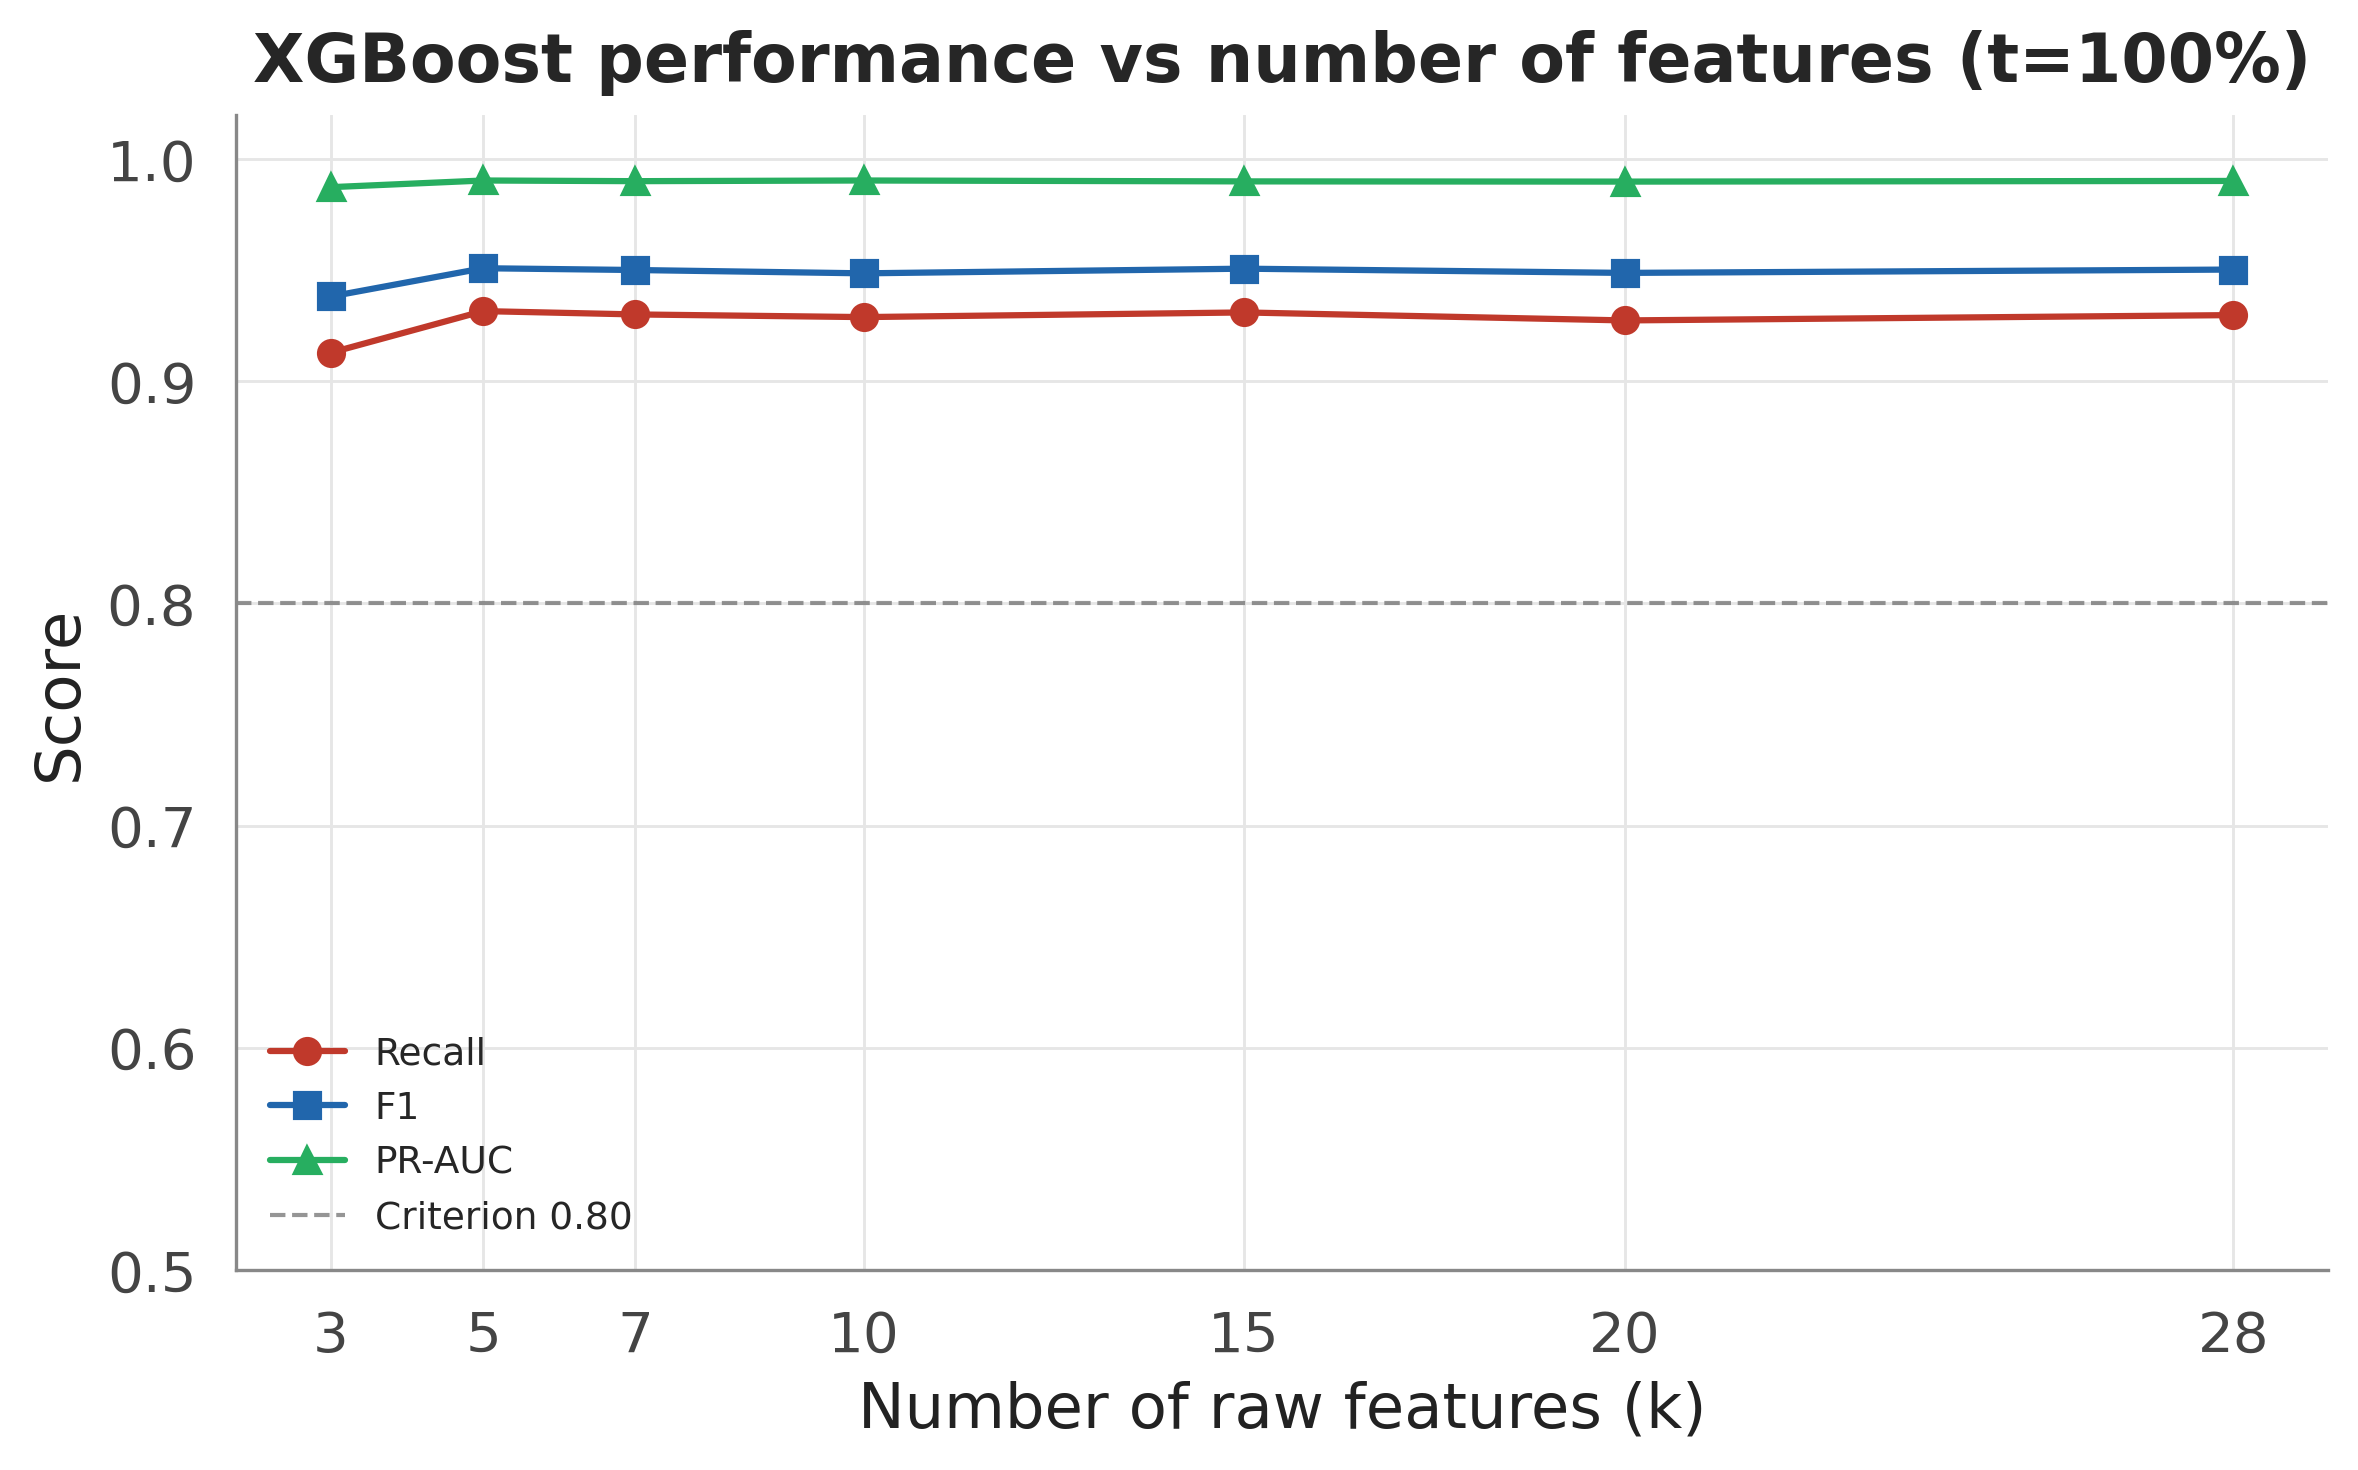 XGBoost performance vs number of features (t=100%)
1.0
0.9
0.8
0.7
0.6
0.5
Score
Recall
F1
PR-AUC
Criterion 0.80
3 5 7 10 15 20 28
Number of raw features (k)